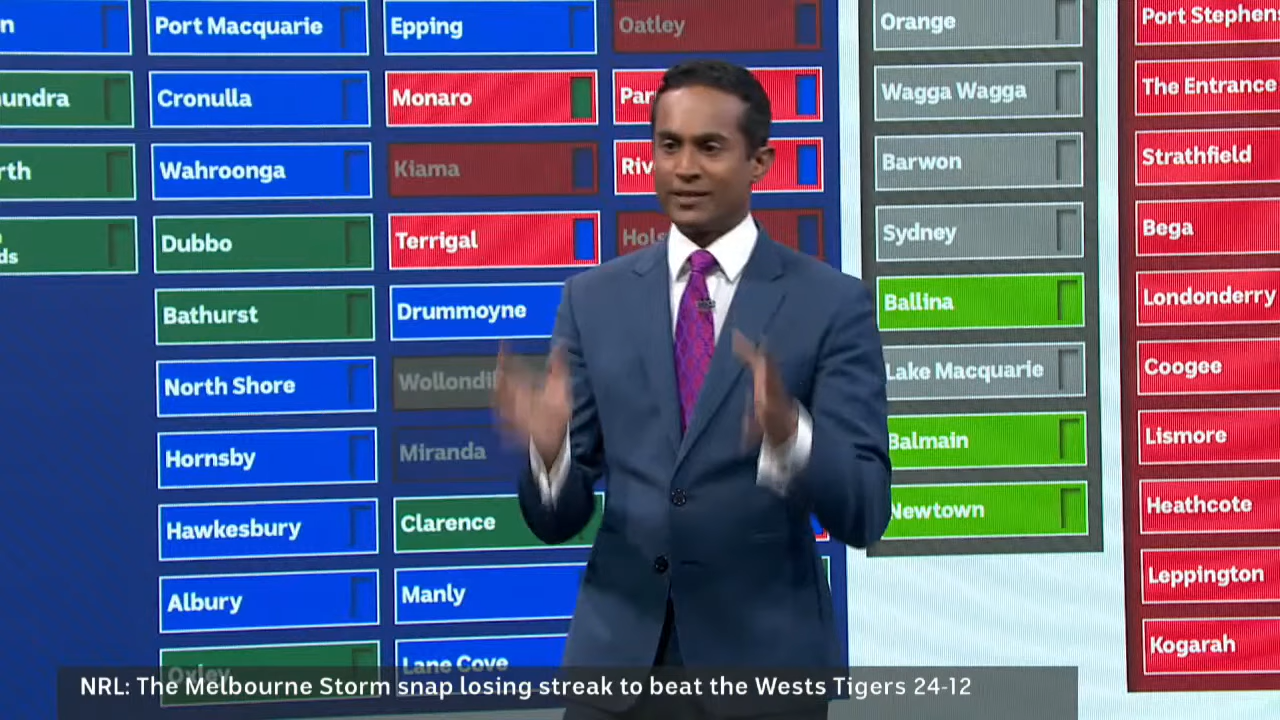 Port Macquarie
Cronulla
Wahroonga
Dubbo
Bathurst
North Shore
Hornsby
Hawkesbury
Albury
Oxley
Epping
Monaro
Kiama
Terrigal
Drummoyne
Miranda
Clarence
Manly
Lane Cove
Oatley
Orange
Wagga Wagga
Barwon
Sydney
Ballina
Lake Macquarie
Balmain
Newtown
Port Stephens
The Entrance
Strathfield
Bega
Londonderry
Coogee
Lismore
Heathcote
Leppington
Kogarah
NRL: The Melbourne Storm snap losing streak to beat the Wests Tigers 24-12